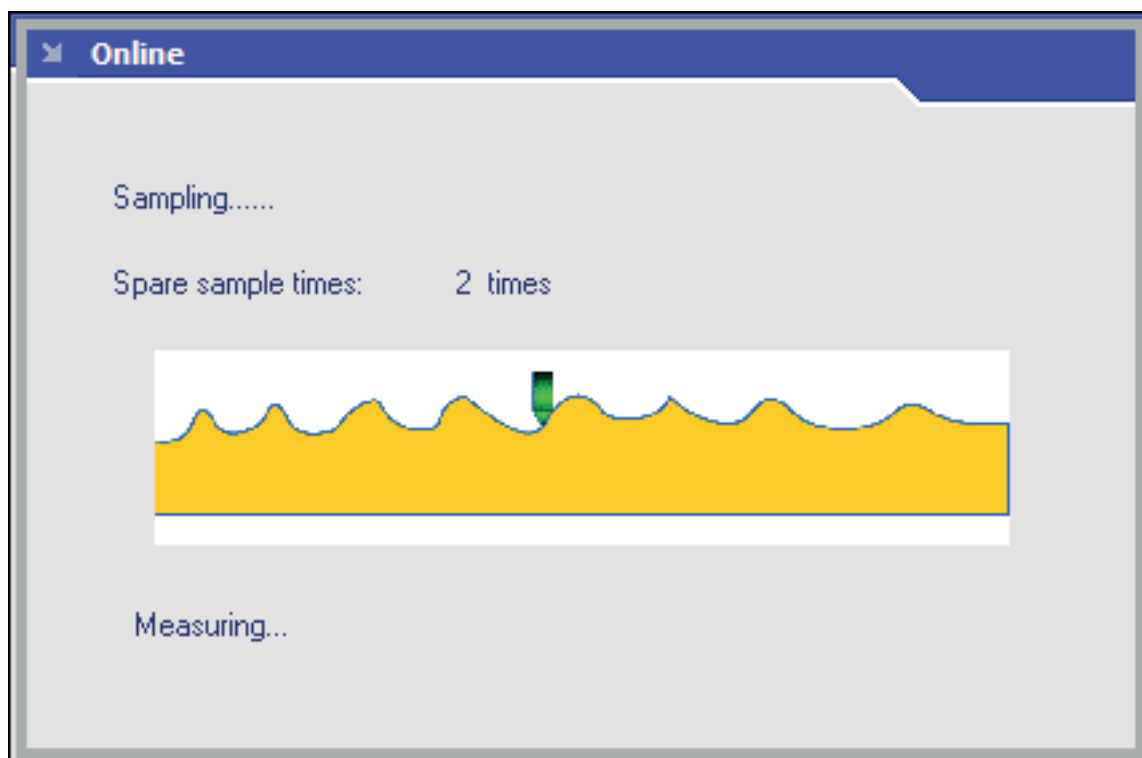 Online
Sampling......
Spare sample times: 2 times
Measuring...